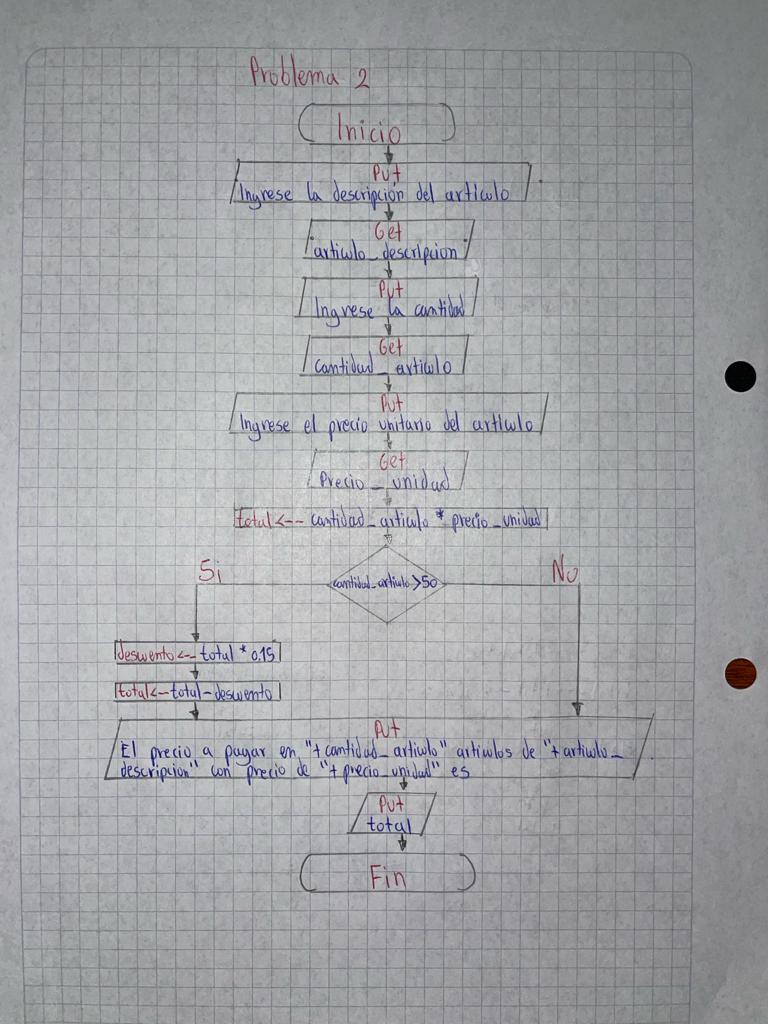 Problema 2
Inicio
Put
Ingrese la descripción del articulo
Get
articulo_descripcion
Put
Ingrese la cantidad
Get
Cantidad_articulo
Put
Ingrese el precio unitario del articulo
Get
Precio_unidad
total<-- cantidad_articulo * precio_unidad
Si
No
cantidad_articulo >50
descuento<-- total * 0.15
total<--total-descuento
Put
El precio a pagar en "+cantidad_articulo" articulos de "+articulo_
descripcion" con precio de "+precio_unidad" es
Put
total
Fin